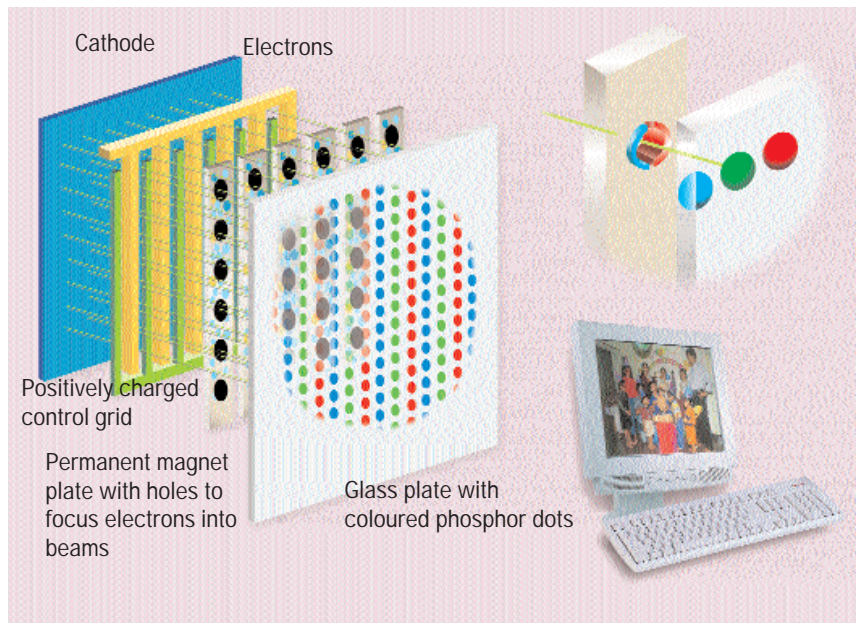 Cathode
Electrons
Positively charged
control grid
Permanent magnet
plate with holes to
focus electrons into
beams
Glass plate with
coloured phosphor dots